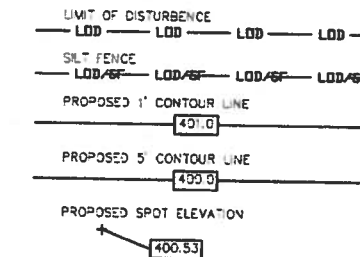 LIMIT OF DISTURBENCE
LOD LOD LOD LOD
SILT FENCE
LOD/SF LOD/SF LOD/SF LOD/S
PROPOSED 1' CONTOUR LINE
401.0
PROPOSED 5' CONTOUR LINE
400.0
PROPOSED SPOT ELEVATION
400.53